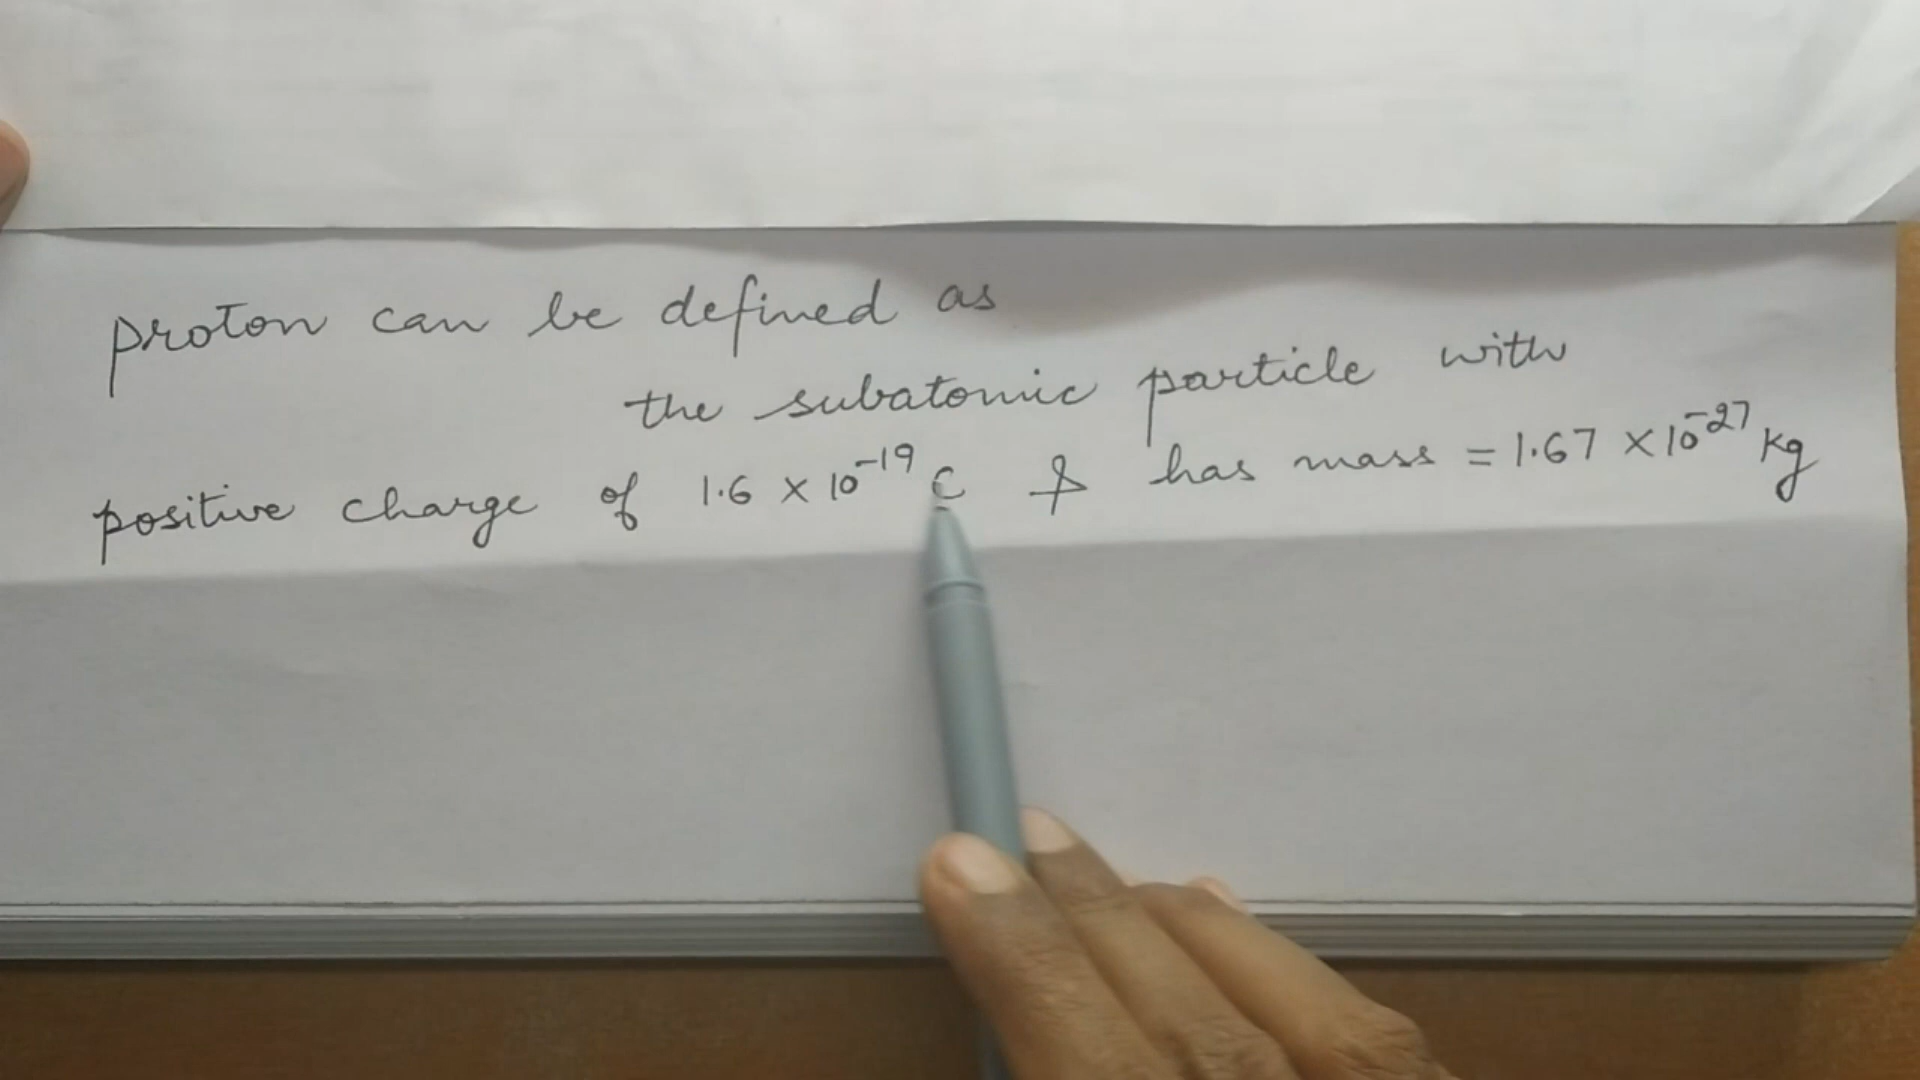 proton can be defined as
the subatomic particle with
positive charge of 1.6 × 10⁻¹⁹ C & has mass = 1.67 × 10⁻²⁷ kg